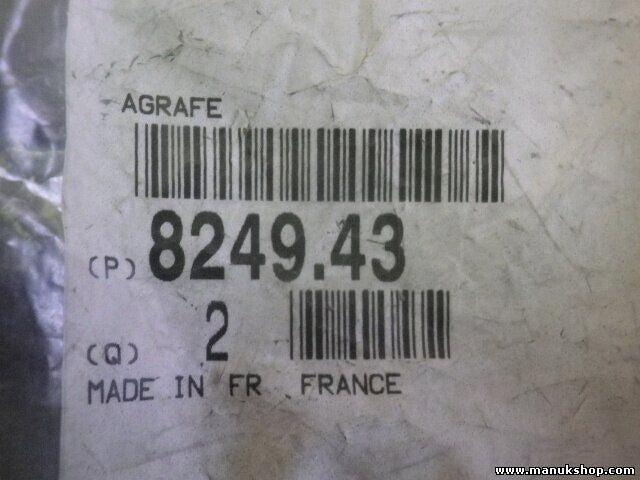 AGRAFE
(P) 8249.43
(Q) 2
MADE IN FR FRANCE
www.manukshop.com